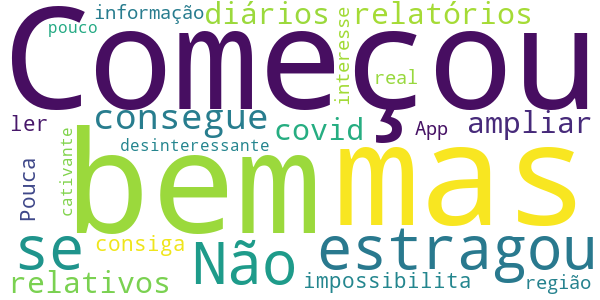 informação diários relatórios
pouco
Começou
interesse
real
ler consegue covid App ampliar
desinteressante
bem mas
Pouca
cativante
se consiga Não estragou
relativos impossibilita região